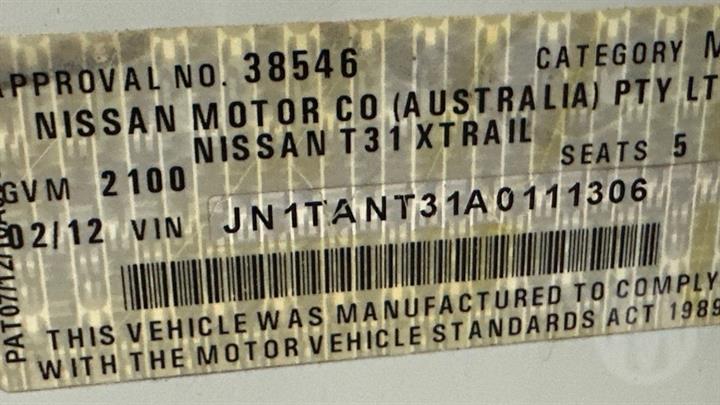 APPROVAL NO. 38546 CATEGORY M
NISSAN MOTOR CO (AUSTRALIA) PTY LT
NISSAN T31 XTRAIL
GVM 2100 SEATS 5
02/12 VIN JN1TANT31A0111306
THIS VEHICLE WAS MANUFACTURED TO COMPLY
WITH THE MOTOR VEHICLE STANDARDS ACT 1989